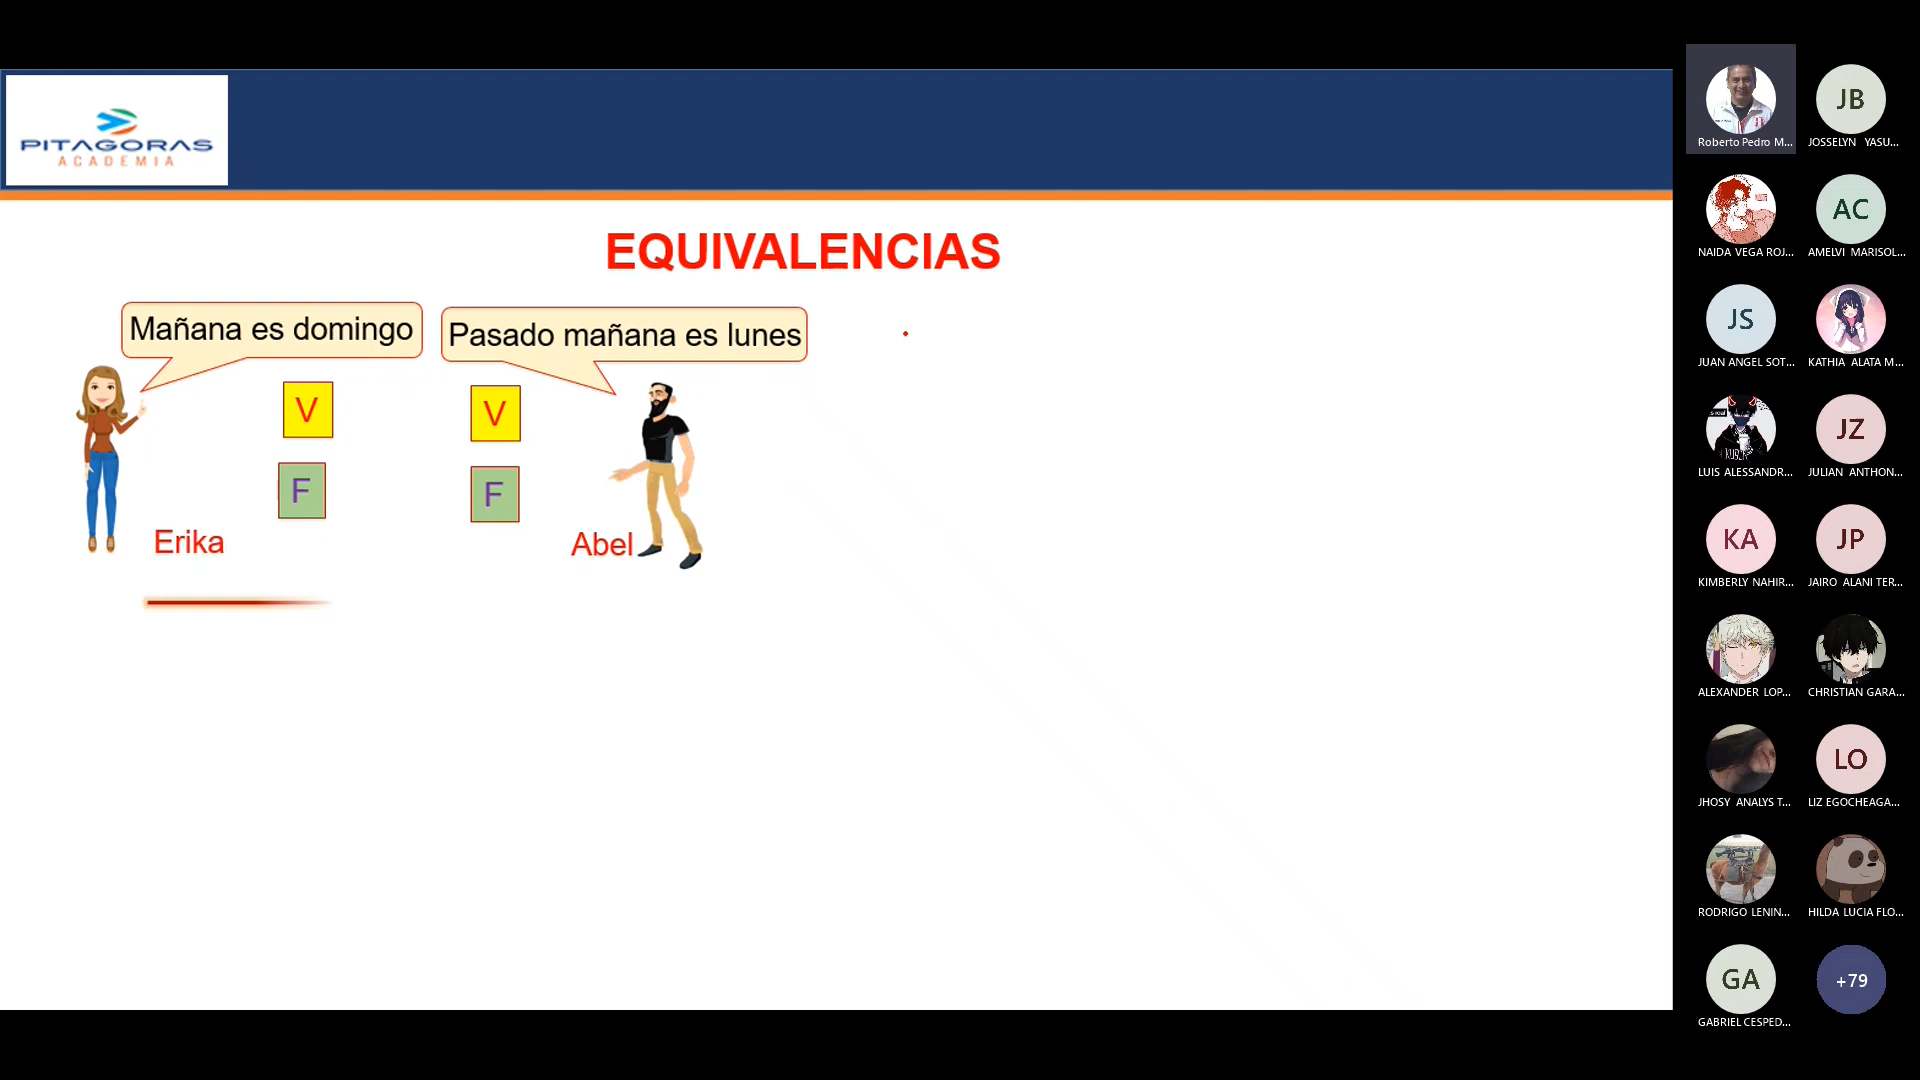 PITAGORAS
ACADEMIA
EQUIVALENCIAS
Mañana es domingo
Pasado mañana es lunes
V
V
F
F
Erika
Abel
Roberto Pedro M...
JB
JOSSELYN YASU...
NAIDA VEGA ROJ...
AC
AMELVI MARISOL...
JS
JUAN ANGEL SOT...
KATHIA ALATA M...
LUIS ALESSANDR...
JZ
JULIAN ANTHON...
KA
KIMBERLY NAHIR...
JP
JAIRO ALANI TER...
ALEXANDER LOP...
CHRISTIAN GARA...
JHOSY ANALYS T...
LO
LIZ EGOCHEAGA...
RODRIGO LENIN...
HILDA LUCIA FLO...
GA
GABRIEL CESPED...
+79